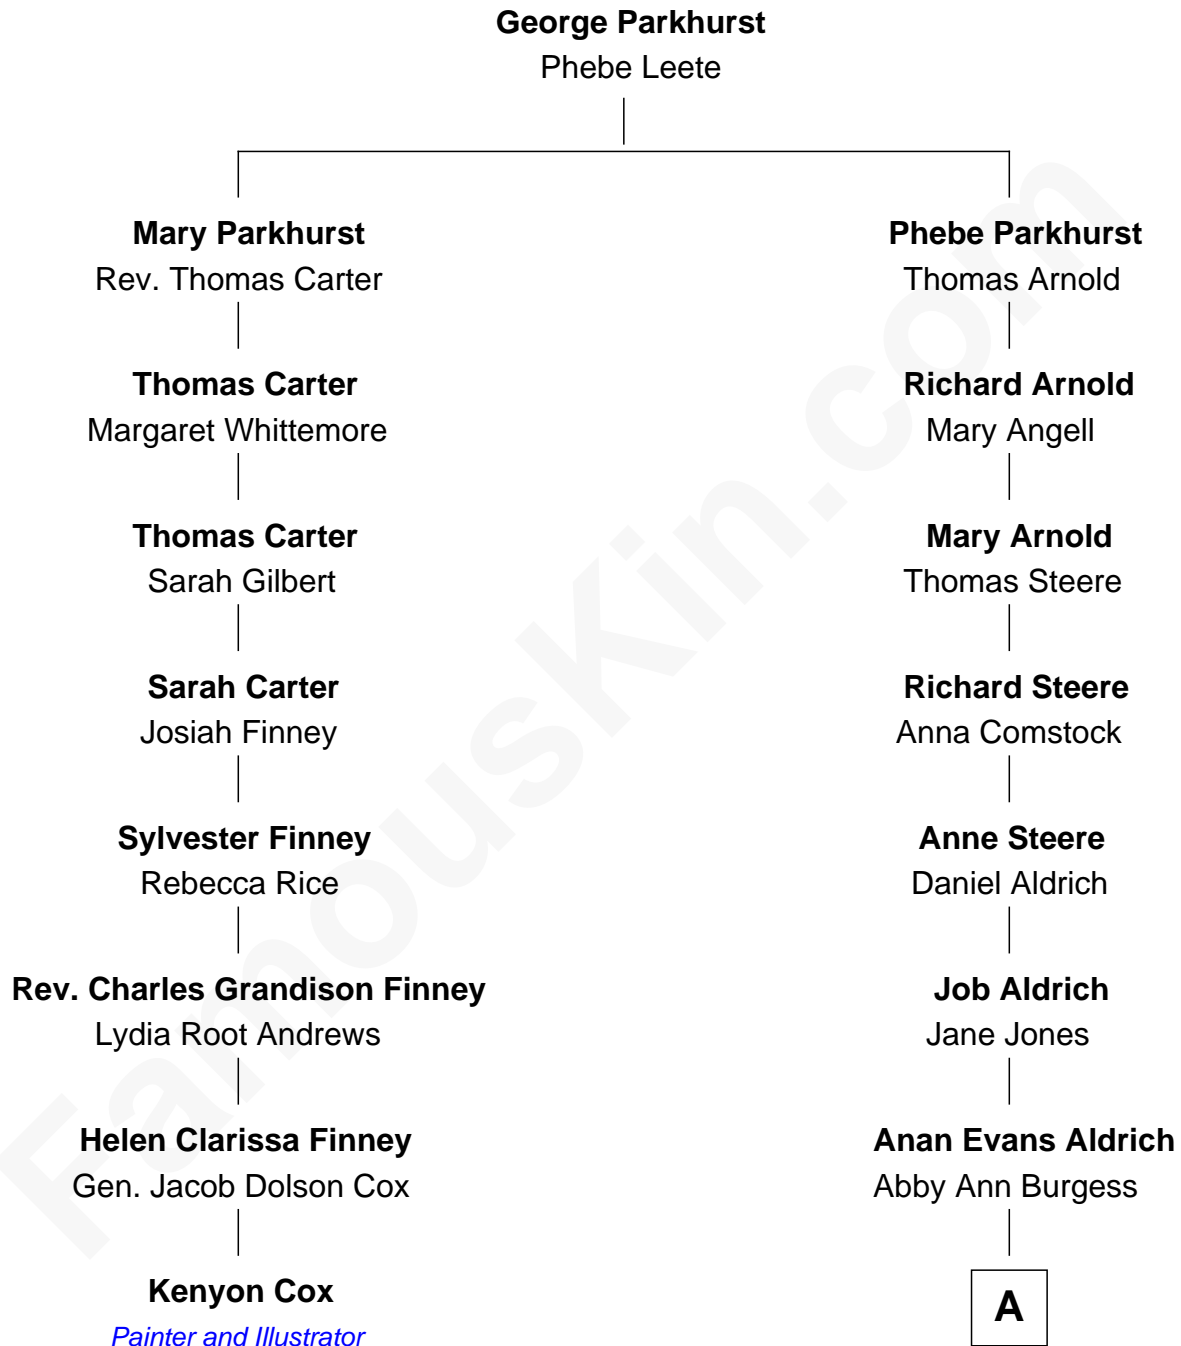 George Parkhurst
Phebe Leete
Mary Parkhurst
Rev. Thomas Carter
Thomas Carter
Margaret Whittemore
Thomas Carter
Sarah Gilbert
Sarah Carter
Josiah Finney
Sylvester Finney
Rebecca Rice
Rev. Charles Grandison Finney
Lydia Root Andrews
Helen Clarissa Finney
Gen. Jacob Dolson Cox
Kenyon Cox
Painter and Illustrator
Phebe Parkhurst
Thomas Arnold
Richard Arnold
Mary Angell
Mary Arnold
Thomas Steere
Richard Steere
Anna Comstock
Anne Steere
Daniel Aldrich
Job Aldrich
Jane Jones
Anan Evans Aldrich
Abby Ann Burgess
A
FamousKin.com